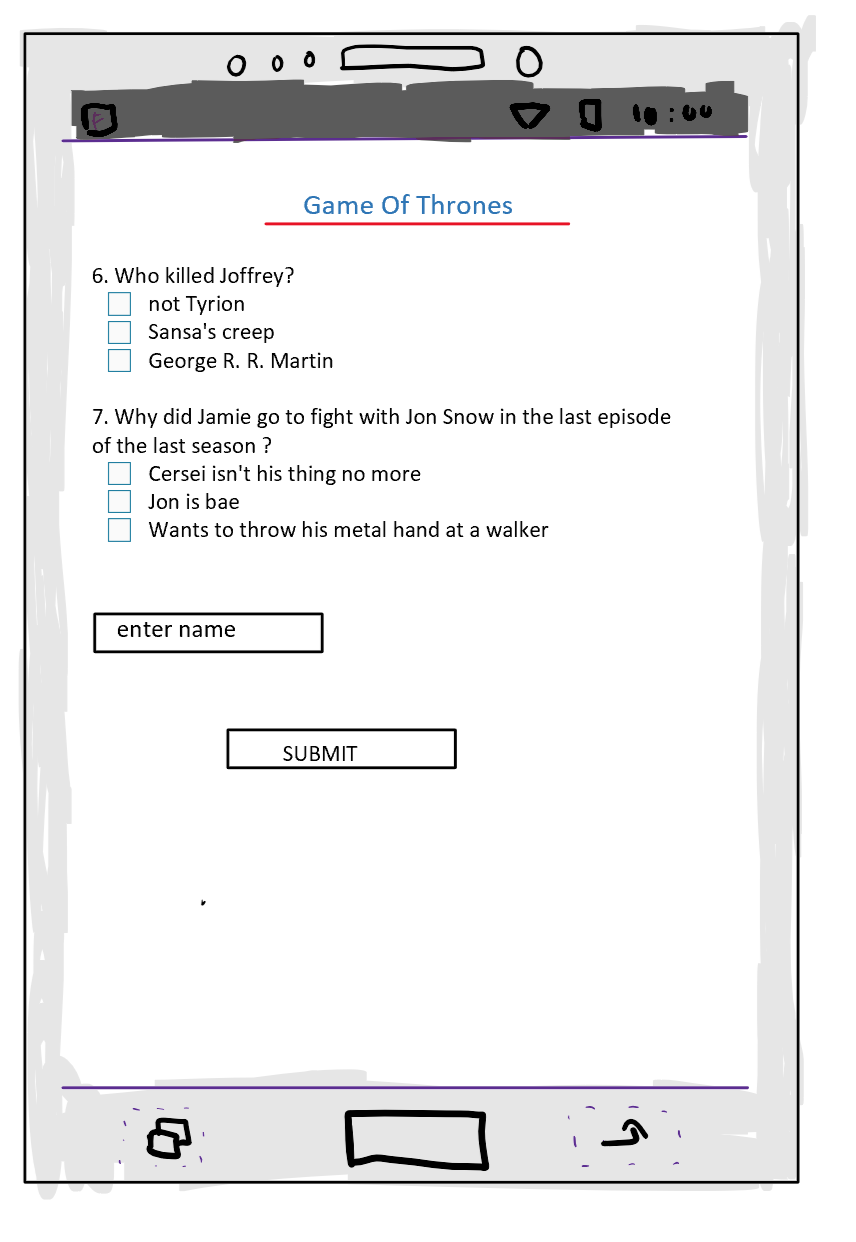 F
10:00
Game Of Thrones
6. Who killed Joffrey?
not Tyrion
Sansa's creep
George R. R. Martin
7. Why did Jamie go to fight with Jon Snow in the last episode
of the last season ?
Cersei isn't his thing no more
Jon is bae
Wants to throw his metal hand at a walker
enter name
SUBMIT